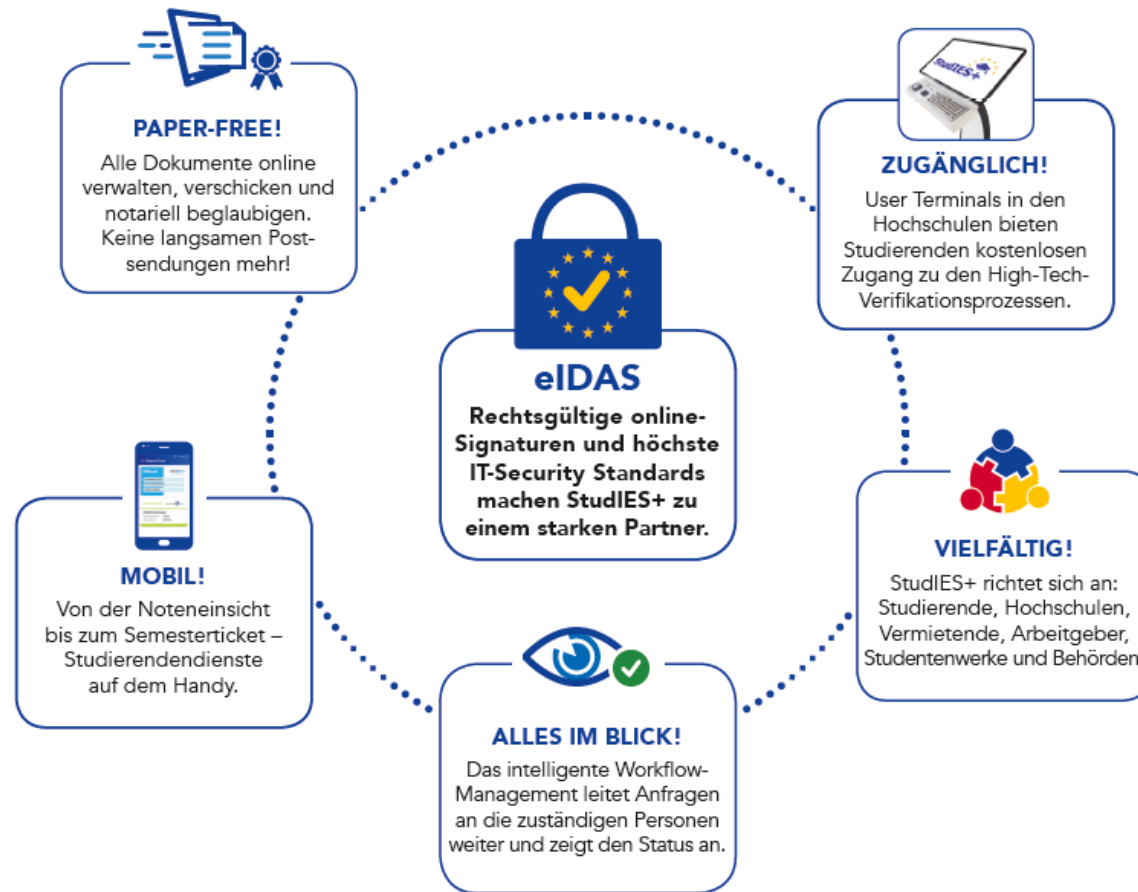 PAPER-FREE!
Alle Dokumente online
verwalten, verschicken und
notariell beglaubigen.
Keine langsamen Post-
sendungen mehr!
StudIES+
ZUGÄNGLICH!
User Terminals in den
Hochschulen bieten
Studierenden kostenlosen
Zugang zu den High-Tech-
Verifikationsprozessen.
eIDAS
Rechtsgültige online-
Signaturen und höchste
IT-Security Standards
machen StudIES+ zu
einem starken Partner.
MOBIL!
Von der Noteneinsicht
bis zum Semesterticket –
Studierendendienste
auf dem Handy.
VIELFÄLTIG!
StudIES+ richtet sich an:
Studierende, Hochschulen,
Vermietende, Arbeitgeber,
Studentenwerke und Behörden
ALLES IM BLICK!
Das intelligente Workflow-
Management leitet Anfragen
an die zuständigen Personen
weiter und zeigt den Status an.